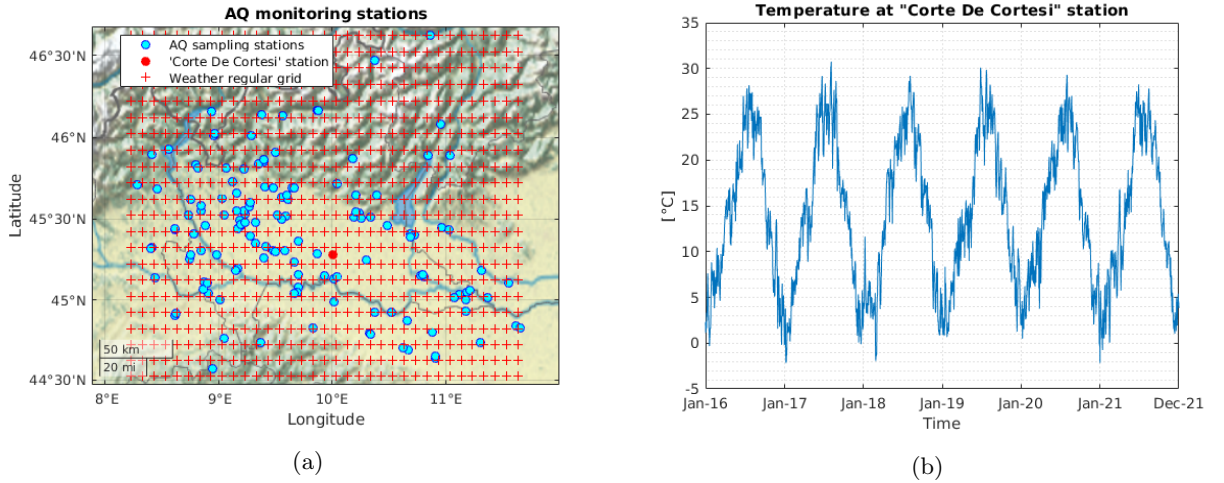 AQ monitoring stations
AQ sampling stations
'Corte De Cortesi' station
Weather regular grid
46°30'N
46°N
45°30'N
45°N
44°30'N
Latitude
50 km
20 mi
8°E
9°E
10°E
11°E
Longitude
(a)
Temperature at "Corte De Cortesi" station
35
30
25
20
15
10
5
0
-5
[°C]
Jan-16
Jan-17
Jan-18
Jan-19
Jan-20
Jan-21
Dec-21
Time
(b)